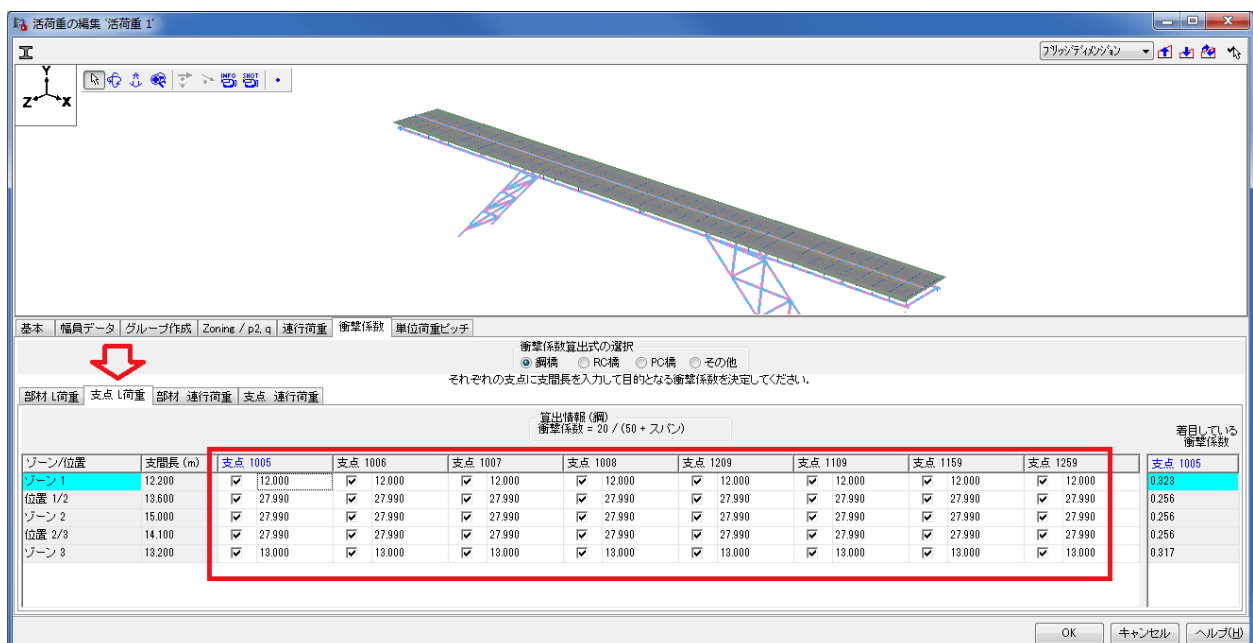 活荷重の編集 '活荷重 1'
ブリッジディメンジョン
Y
Z X
INFO SHOT
基本 幅員データ グループ作成 Zoning / p2, q 連行荷重 衝撃係数 単位荷重ピッチ
衝撃係数算出式の選択
鋼橋 RC橋 PC橋 その他
それぞれの支点に支間長を入力して目的となる衝撃係数を決定してください.
部材 L荷重 支点 L荷重 部材 連行荷重 支点 連行荷重
算出情報 (鋼)
衝撃係数 = 20 / (50 + スパン)
着目している
衝撃係数
ゾーン/位置 支間長 (m) 支点 1005 支点 1006 支点 1007 支点 1008 支点 1209 支点 1109 支点 1159 支点 1259 支点 1005
ゾーン 1 12.200 12.000 12.000 12.000 12.000 12.000 12.000 12.000 12.000 0.323
位置 1/2 13.600 27.990 27.990 27.990 27.990 27.990 27.990 27.990 27.990 0.256
ゾーン 2 15.000 27.990 27.990 27.990 27.990 27.990 27.990 27.990 27.990 0.256
位置 2/3 14.100 27.990 27.990 27.990 27.990 27.990 27.990 27.990 27.990 0.256
ゾーン 3 13.200 13.000 13.000 13.000 13.000 13.000 13.000 13.000 13.000 0.317
OK キャンセル ヘルプ(H)